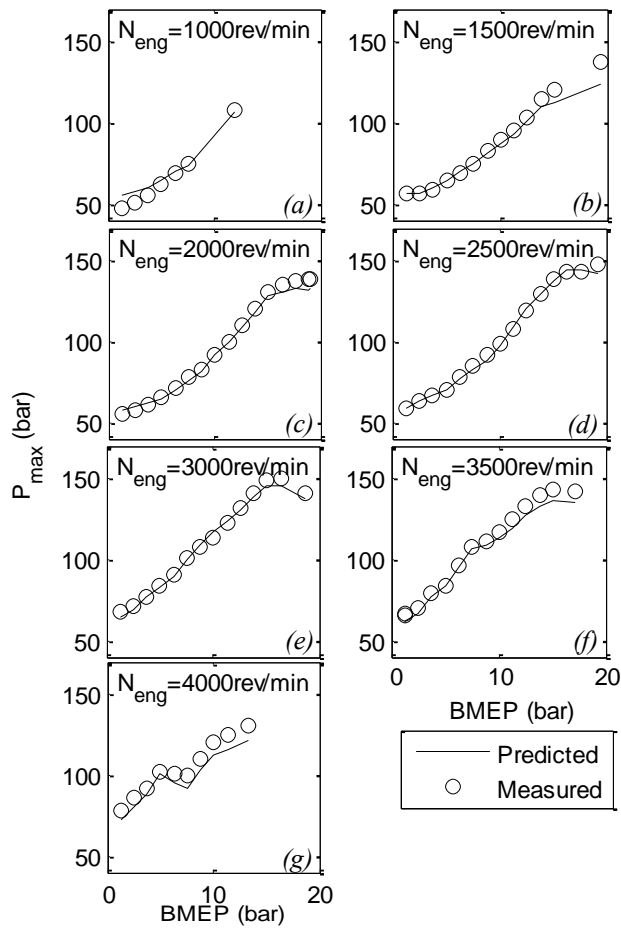 N_eng=1000rev/min
150
100
50
(a)
N_eng=1500rev/min
150
100
50
(b)
N_eng=2000rev/min
150
100
50
(c)
N_eng=2500rev/min
150
100
50
(d)
P_max (bar)
N_eng=3000rev/min
150
100
50
(e)
N_eng=3500rev/min
150
100
50
(f)
0
10
20
BMEP (bar)
N_eng=4000rev/min
150
100
50
(g)
0
10
20
BMEP (bar)
Predicted
Measured